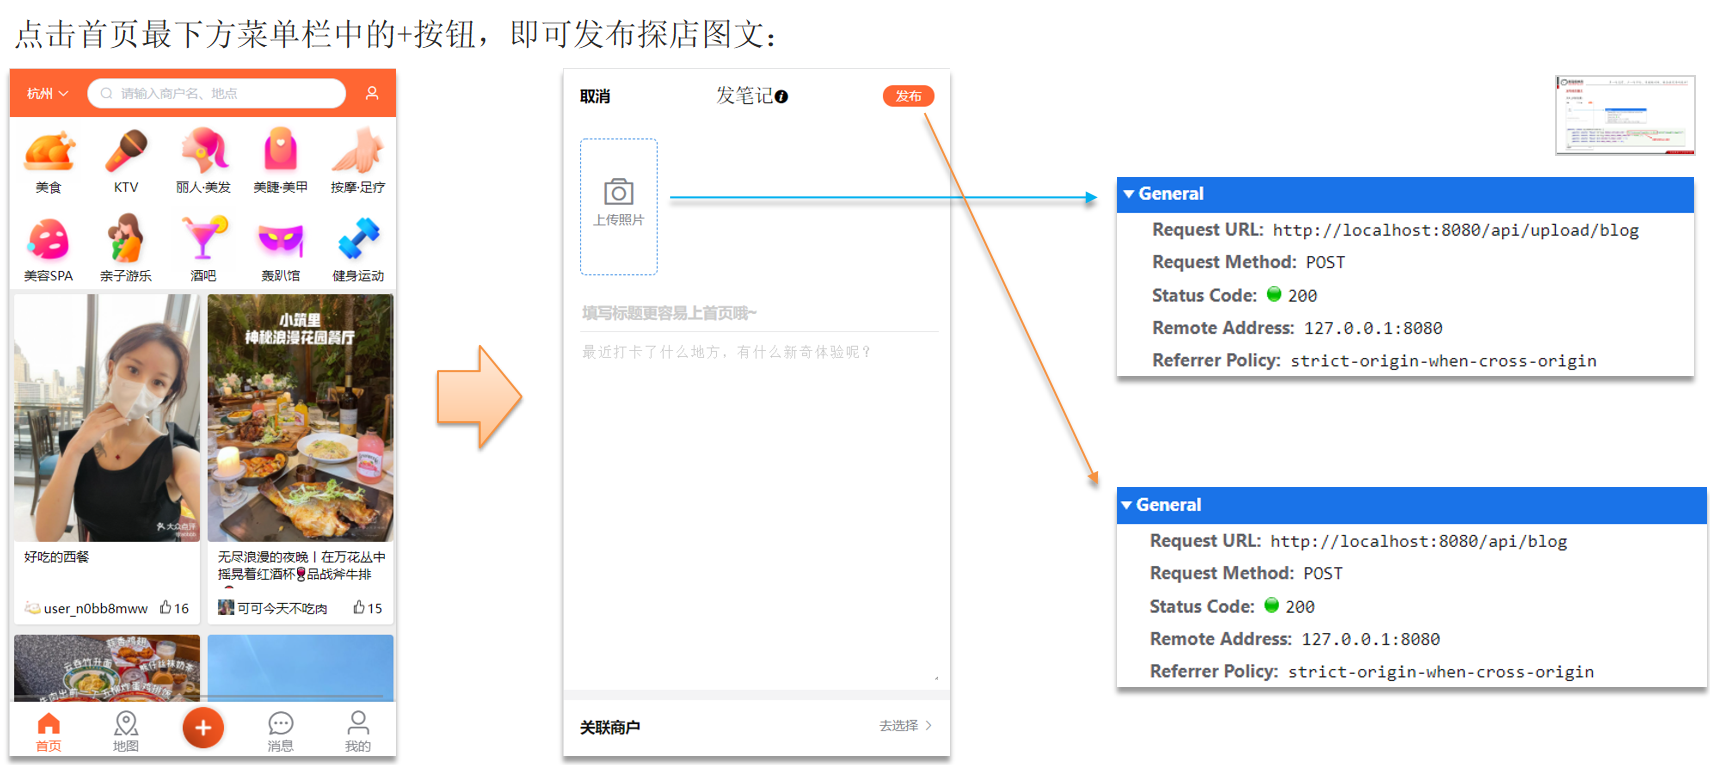 点击首页最下方菜单栏中的+按钮，即可发布探店图文：
杭州
请输入商户名、地点
美食
KTV
丽人·美发
美睫·美甲
按摩·足疗
美容SPA
亲子游乐
酒吧
轰趴馆
健身运动
小筑里
神秘浪漫花园餐厅
大众点评
好吃的西餐
无尽浪漫的夜晚丨在万花丛中
摇晃着红酒杯🍷品战斧牛排
user_n0bb8mww
16
可可今天不吃肉
15
首页
地图
消息
我的
取消
发笔记
发布
上传照片
填写标题更容易上首页哦~
最近打卡了什么地方，有什么新奇体验呢？
关联商户
去选择
General
Request URL: http://localhost:8080/api/upload/blog
Request Method: POST
Status Code: 200
Remote Address: 127.0.0.1:8080
Referrer Policy: strict-origin-when-cross-origin
General
Request URL: http://localhost:8080/api/blog
Request Method: POST
Status Code: 200
Remote Address: 127.0.0.1:8080
Referrer Policy: strict-origin-when-cross-origin